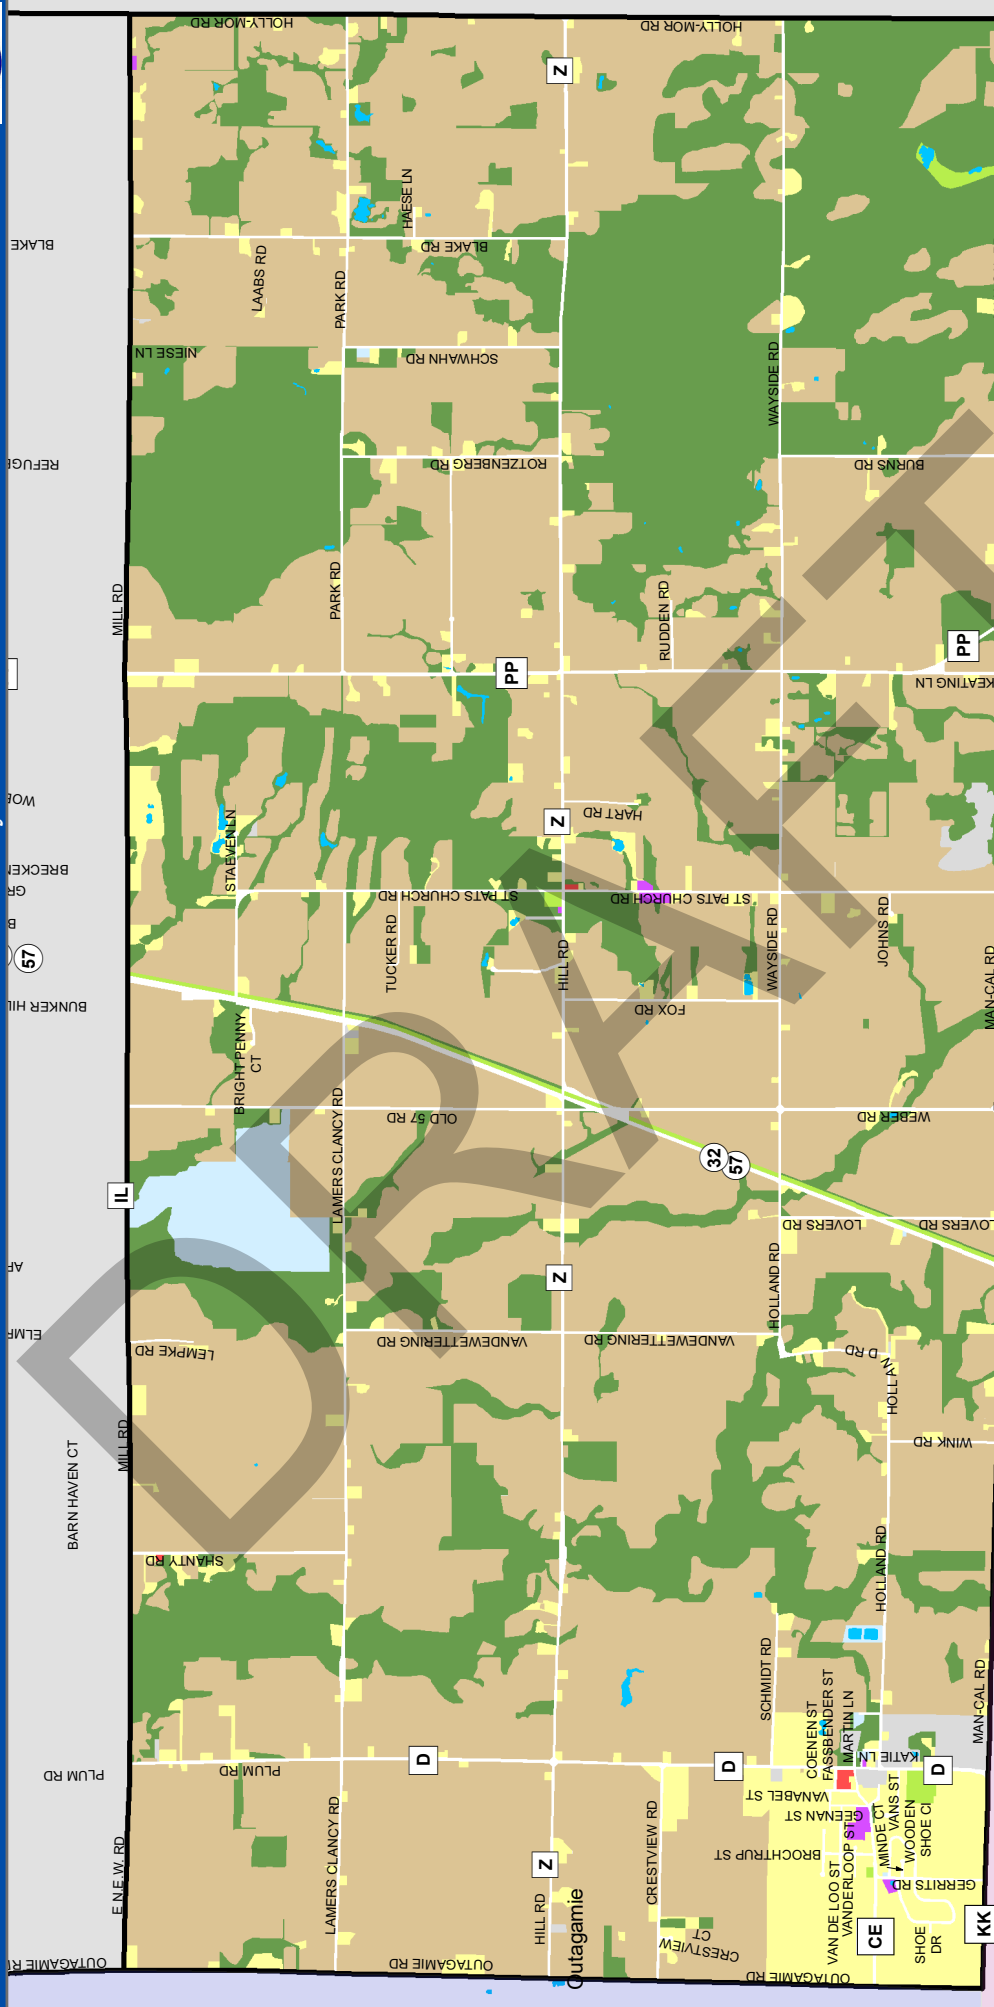 HOLLY-MOR RD
HOLLY-MOR RD
Z
HAESE LN
BLAKE
BLAKE RD
LAABS RD
PARK RD
NIESE LN
SCHWAHN RD
WAYSIDE RD
ROTZENBERG RD
BURNS RD
MILL RD
PARK RD
RUDDEN RD
PP
PP
KEATING LN
Z
HART RD
STAEVEN LN
BRECKEN
GR
ST PATS CHURCH RD
ST PATS CHURCH RD
TUCKER RD
HILL RD
WAYSIDE RD
JOHNS RD
MAN-CAL RD
57
BUNKER HIL
FOX RD
BRIGHT PENNY
CT
OLD 57 RD
WEBER RD
LAMERS CLANCY RD
32
57
IL
LOVERS RD
LOVERS RD
HOLLAND RD
Z
LEMPKE RD
VANDEWETTERING RD
VANDEWETTERING RD
HOLLAN
D RD
MILL RD
BARN HAVEN CT
WINK RD
SHANTY RD
HOLLAND RD
SCHMIDT RD
MAN-CAL RD
COENEN ST
FASSBENDER ST
MARTIN LN
KATIE LN
PLUM RD
PLUM RD
D
D
D
VANABEL ST
GEENAN ST
BROCHTRUP ST
VAN DE LOO ST
VANDERLOOP ST
MINDE CT
VANS ST
WOODEN
SHOE CI
GERRITS RD
SHOE
DR
E N.E.W. RD
LAMERS CLANCY RD
Z
HILL RD
CRESTVIEW RD
CRESTVIEW
CT
CE
KK
OUTAGAMIE RD
OUTAGAMIE RD
Outagamie
DRAFT